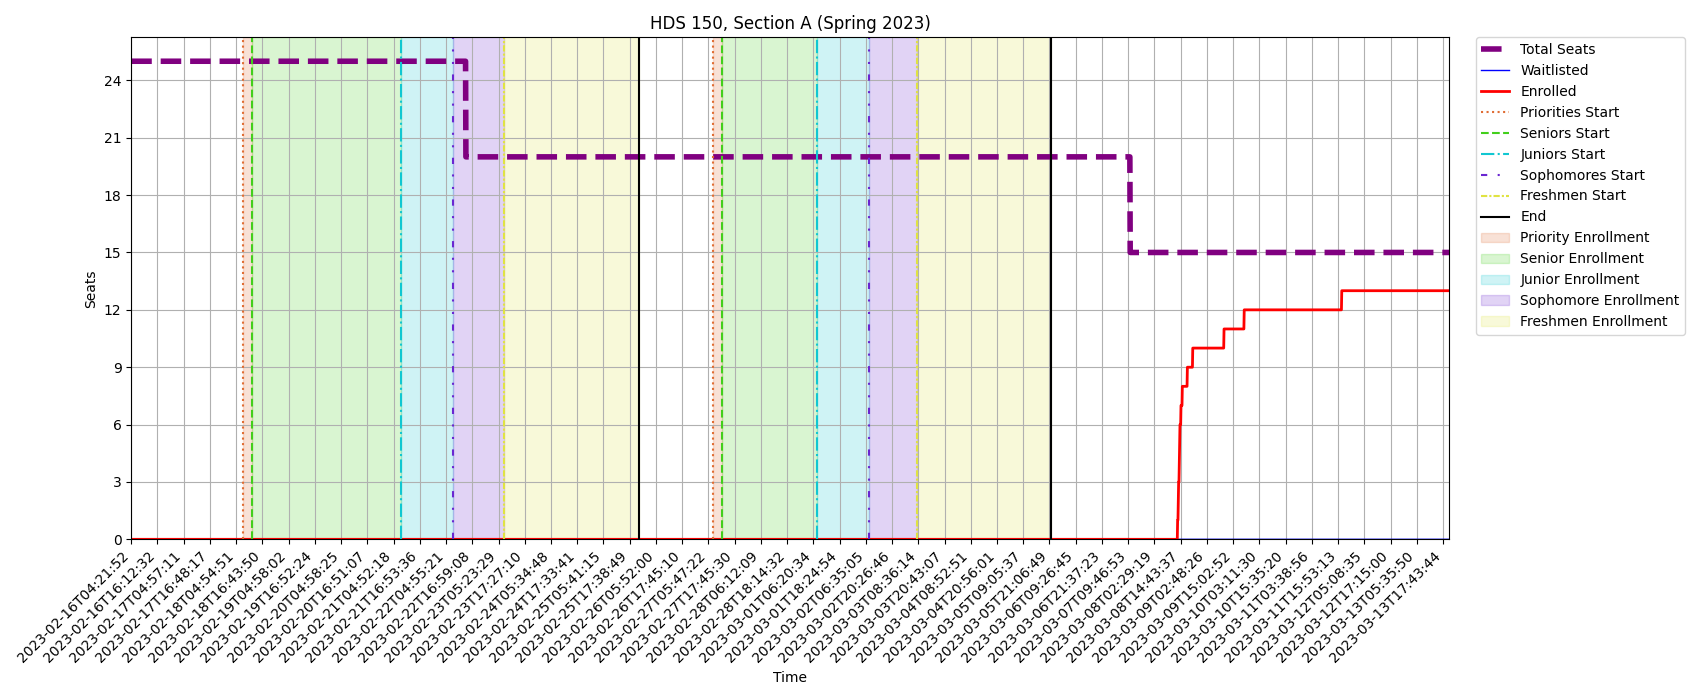 HDS 150, Section A (Spring 2023)
Total Seats
Waitlisted
Enrolled
Priorities Start
Seniors Start
Juniors Start
Sophomores Start
Freshmen Start
End
Priority Enrollment
Senior Enrollment
Junior Enrollment
Sophomore Enrollment
Freshmen Enrollment
Seats
24
21
18
15
12
9
6
3
0
2023-02-16T04:21:52
2023-02-16T16:12:32
2023-02-17T04:57:11
2023-02-17T16:48:17
2023-02-18T04:54:51
2023-02-18T16:43:50
2023-02-19T04:58:02
2023-02-19T16:52:24
2023-02-20T04:58:25
2023-02-20T16:51:07
2023-02-21T04:52:18
2023-02-21T16:53:36
2023-02-22T04:55:21
2023-02-22T16:59:08
2023-02-23T05:23:29
2023-02-23T17:27:10
2023-02-24T05:34:48
2023-02-24T17:33:41
2023-02-25T05:41:15
2023-02-25T17:38:49
2023-02-26T05:52:00
2023-02-26T17:45:10
2023-02-27T05:47:22
2023-02-27T17:45:30
2023-02-28T06:12:09
2023-02-28T18:14:32
2023-03-01T06:20:34
2023-03-01T18:24:54
2023-03-02T06:35:05
2023-03-02T20:26:46
2023-03-03T08:36:14
2023-03-03T20:43:07
2023-03-04T08:52:51
2023-03-04T20:56:01
2023-03-05T09:05:37
2023-03-05T21:06:49
2023-03-06T09:26:45
2023-03-06T21:37:23
2023-03-07T09:46:53
2023-03-08T02:29:19
2023-03-08T14:43:37
2023-03-09T02:48:26
2023-03-09T15:02:52
2023-03-10T03:11:30
2023-03-10T15:35:20
2023-03-11T03:38:56
2023-03-11T15:53:13
2023-03-12T05:08:35
2023-03-12T17:15:00
2023-03-13T05:35:50
2023-03-13T17:43:44
Time